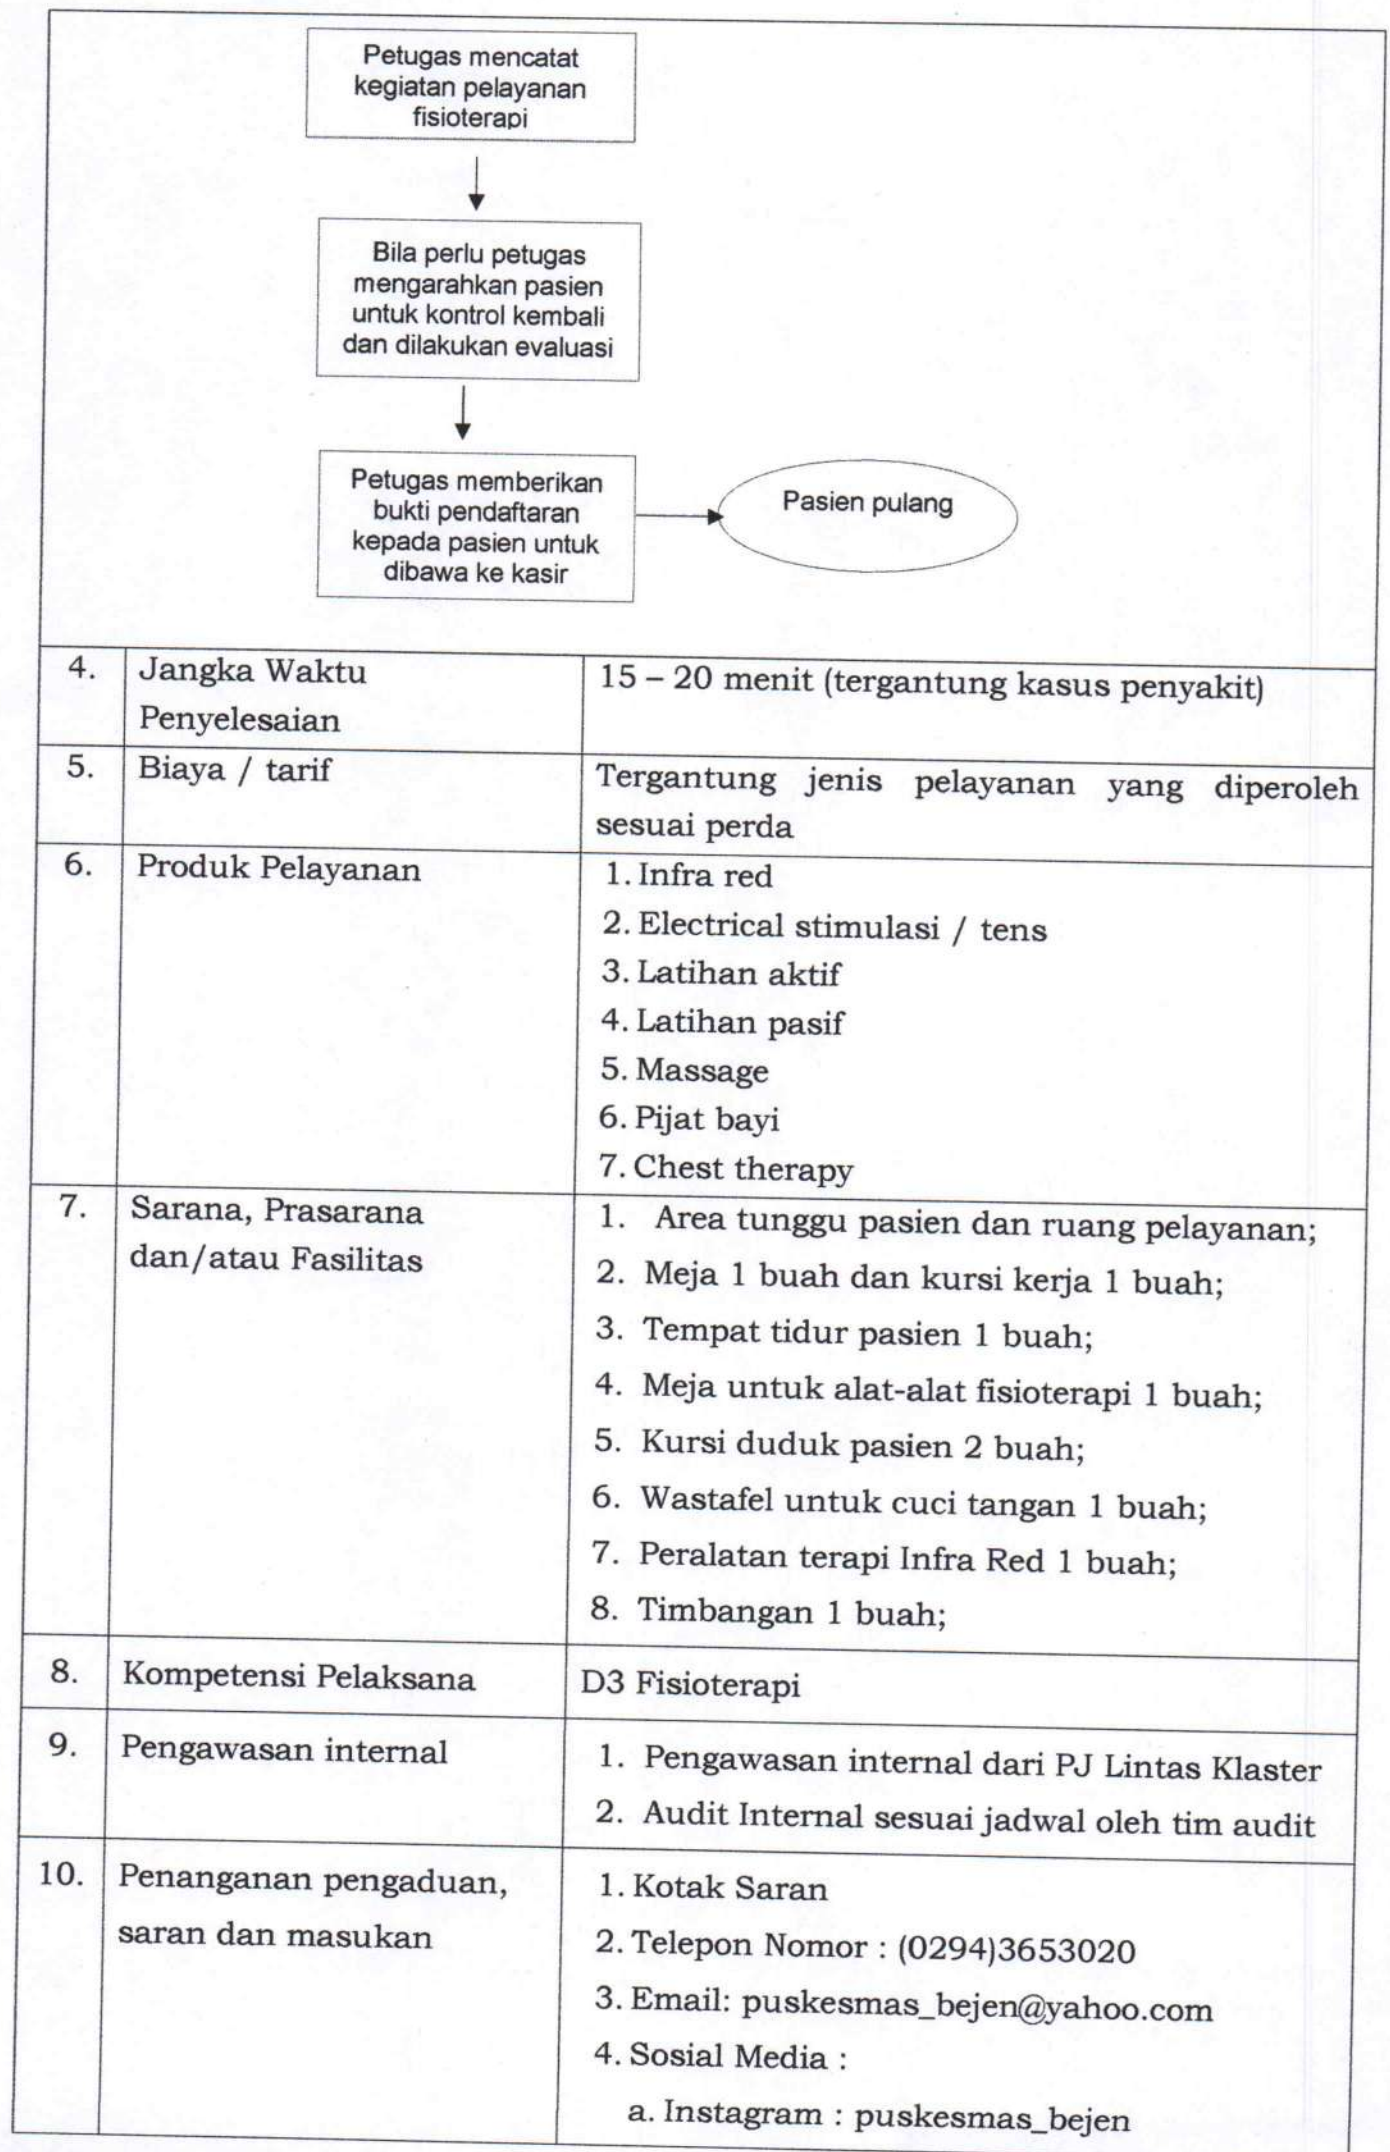 Petugas mencatat
kegiatan pelayanan
fisioterapi
Bila perlu petugas
mengarahkan pasien
untuk kontrol kembali
dan dilakukan evaluasi
Petugas memberikan
bukti pendaftaran
kepada pasien untuk
dibawa ke kasir
Pasien pulang
4. Jangka Waktu
Penyelesaian
15 – 20 menit (tergantung kasus penyakit)
5. Biaya / tarif
Tergantung jenis pelayanan yang diperoleh
sesuai perda
6. Produk Pelayanan
1. Infra red
2. Electrical stimulasi / tens
3. Latihan aktif
4. Latihan pasif
5. Massage
6. Pijat bayi
7. Chest therapy
7. Sarana, Prasarana
dan/atau Fasilitas
1. Area tunggu pasien dan ruang pelayanan;
2. Meja 1 buah dan kursi kerja 1 buah;
3. Tempat tidur pasien 1 buah;
4. Meja untuk alat-alat fisioterapi 1 buah;
5. Kursi duduk pasien 2 buah;
6. Wastafel untuk cuci tangan 1 buah;
7. Peralatan terapi Infra Red 1 buah;
8. Timbangan 1 buah;
8. Kompetensi Pelaksana
D3 Fisioterapi
9. Pengawasan internal
1. Pengawasan internal dari PJ Lintas Klaster
2. Audit Internal sesuai jadwal oleh tim audit
10. Penanganan pengaduan,
saran dan masukan
1. Kotak Saran
2. Telepon Nomor : (0294)3653020
3. Email: puskesmas_bejen@yahoo.com
4. Sosial Media :
a. Instagram : puskesmas_bejen